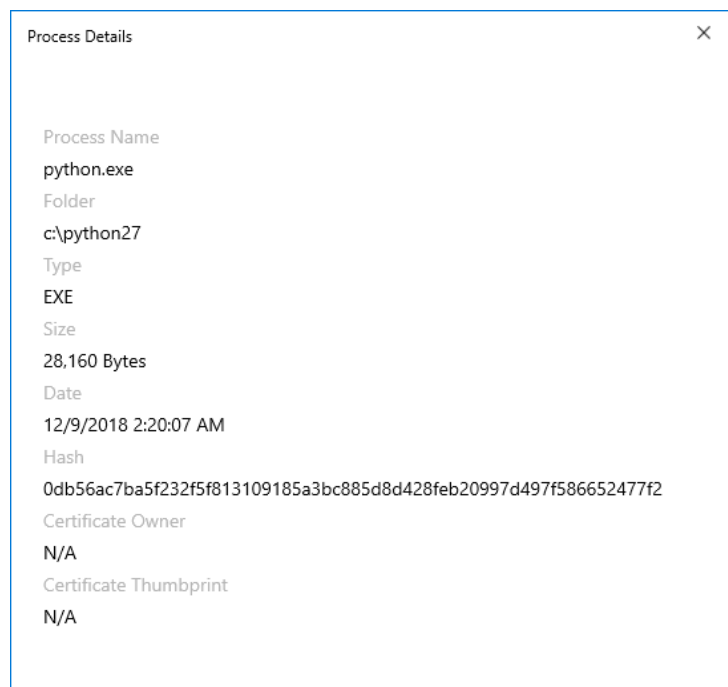 Process Details
Process Name
python.exe
Folder
c:\python27
Type
EXE
Size
28,160 Bytes
Date
12/9/2018 2:20:07 AM
Hash
0db56ac7ba5f232f5f813109185a3bc885d8d428feb20997d497f586652477f2
Certificate Owner
N/A
Certificate Thumbprint
N/A